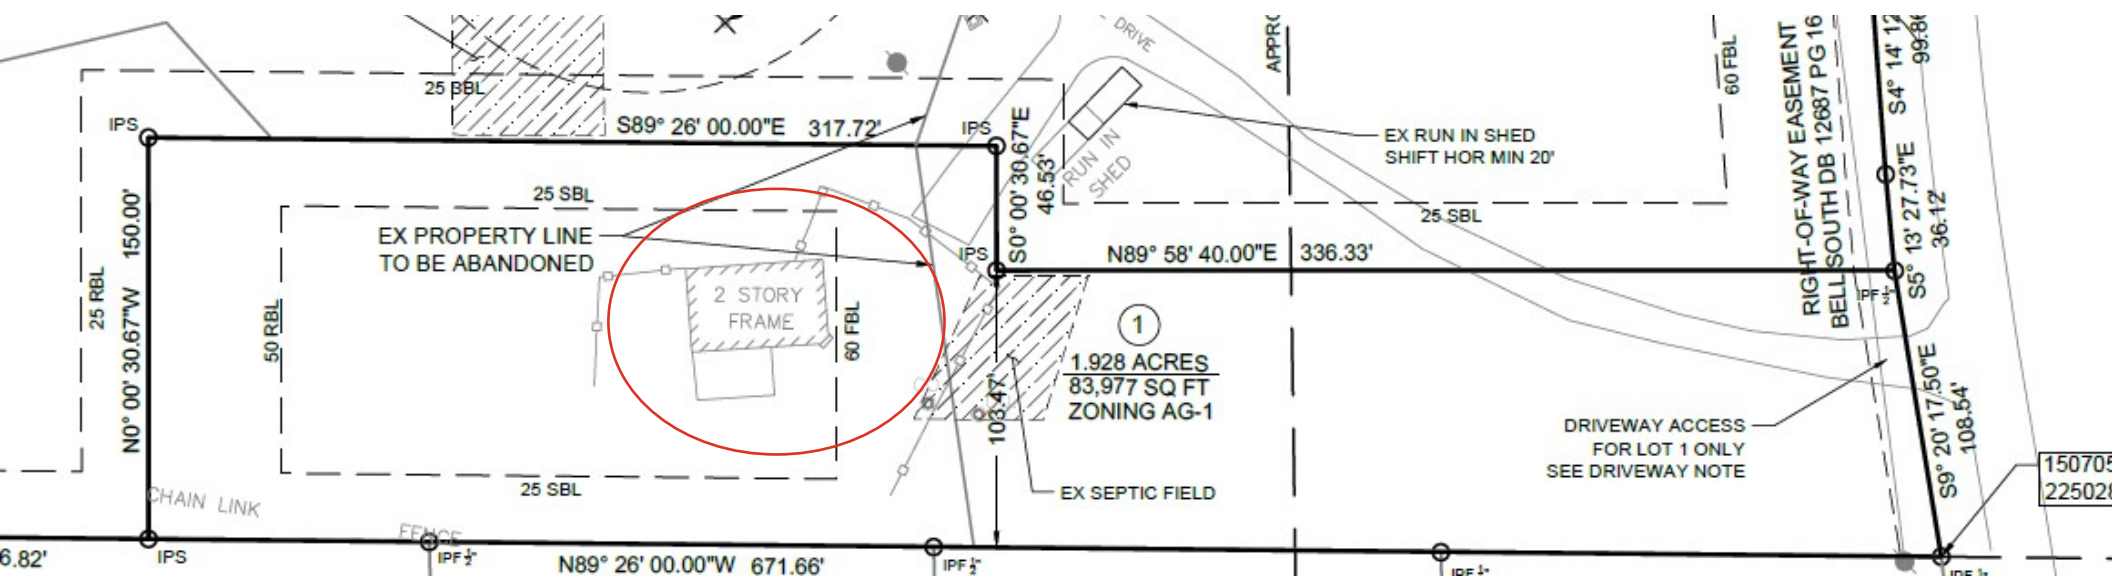 DRIVE
APPRO
60 FBL
RIGHT-OF-WAY EASEMENT
BELLSOUTH DB 12687 PG 16
S4° 14' 12
99.86
25 BBL
IPS
S89° 26' 00.00"E 317.72'
IPS
S0° 00' 30.67"E
46.53'
RUN IN
SHED
EX RUN IN SHED
SHIFT HOR MIN 20'
25 RBL
N0° 00' 30.67"W 150.00'
25 SBL
EX PROPERTY LINE
TO BE ABANDONED
IPS
N89° 58' 40.00"E 336.33'
25 SBL
S5° 13' 27.73"E
36.12'
IPF ½"
50 RBL
2 STORY
FRAME
60 FBL
1
1.928 ACRES
83,977 SQ FT
ZONING AG-1
103.47'
DRIVEWAY ACCESS
FOR LOT 1 ONLY
SEE DRIVEWAY NOTE
S9° 20' 17.50"E
108.54'
150705
225028
25 SBL
EX SEPTIC FIELD
CHAIN LINK
FENCE
6.82'
IPS
IPF ½"
N89° 26' 00.00"W 671.66'
IPF ½"